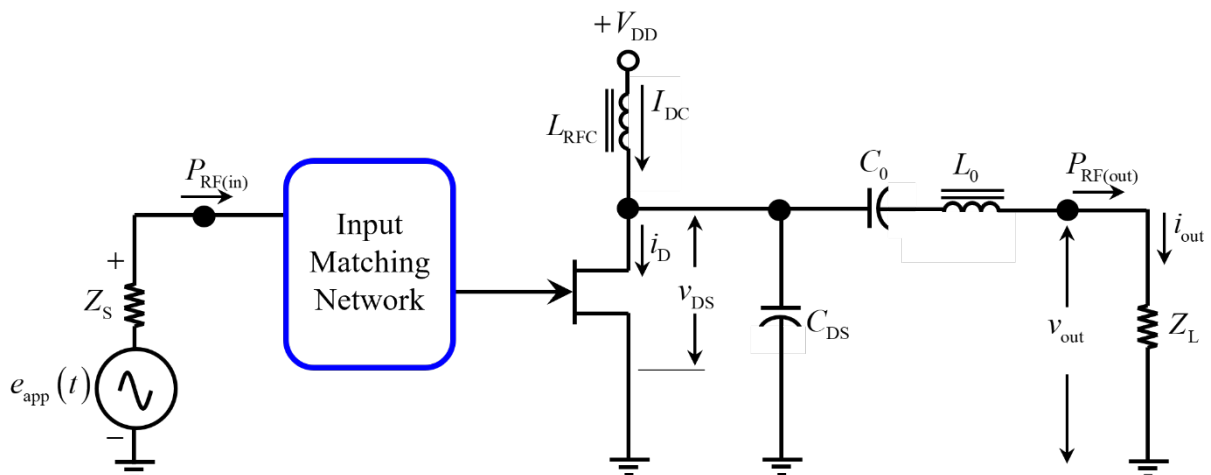 +V_DD
I_DC
L_RFC
P_RF(in)
C_0
L_0
P_RF(out)
Input
Matching
Network
i_D
i_out
+
Z_S
v_DS
C_DS
v_out
Z_L
e_app (t)
−